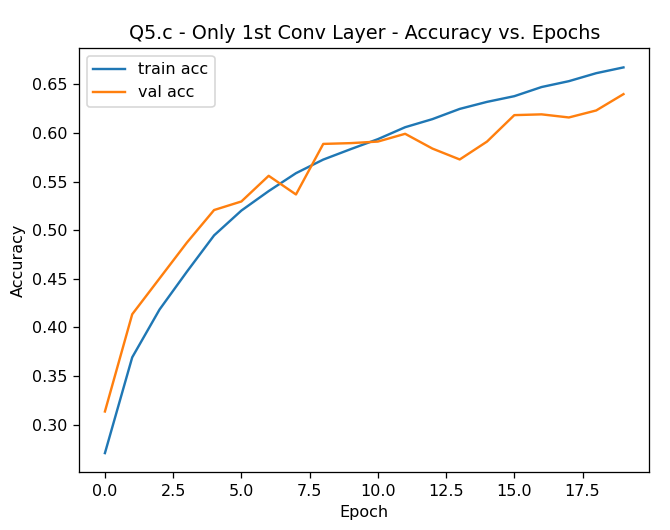 Q5.c - Only 1st Conv Layer - Accuracy vs. Epochs
train acc
val acc
0.65
0.60
0.55
0.50
0.45
0.40
0.35
0.30
Accuracy
0.0 2.5 5.0 7.5 10.0 12.5 15.0 17.5
Epoch